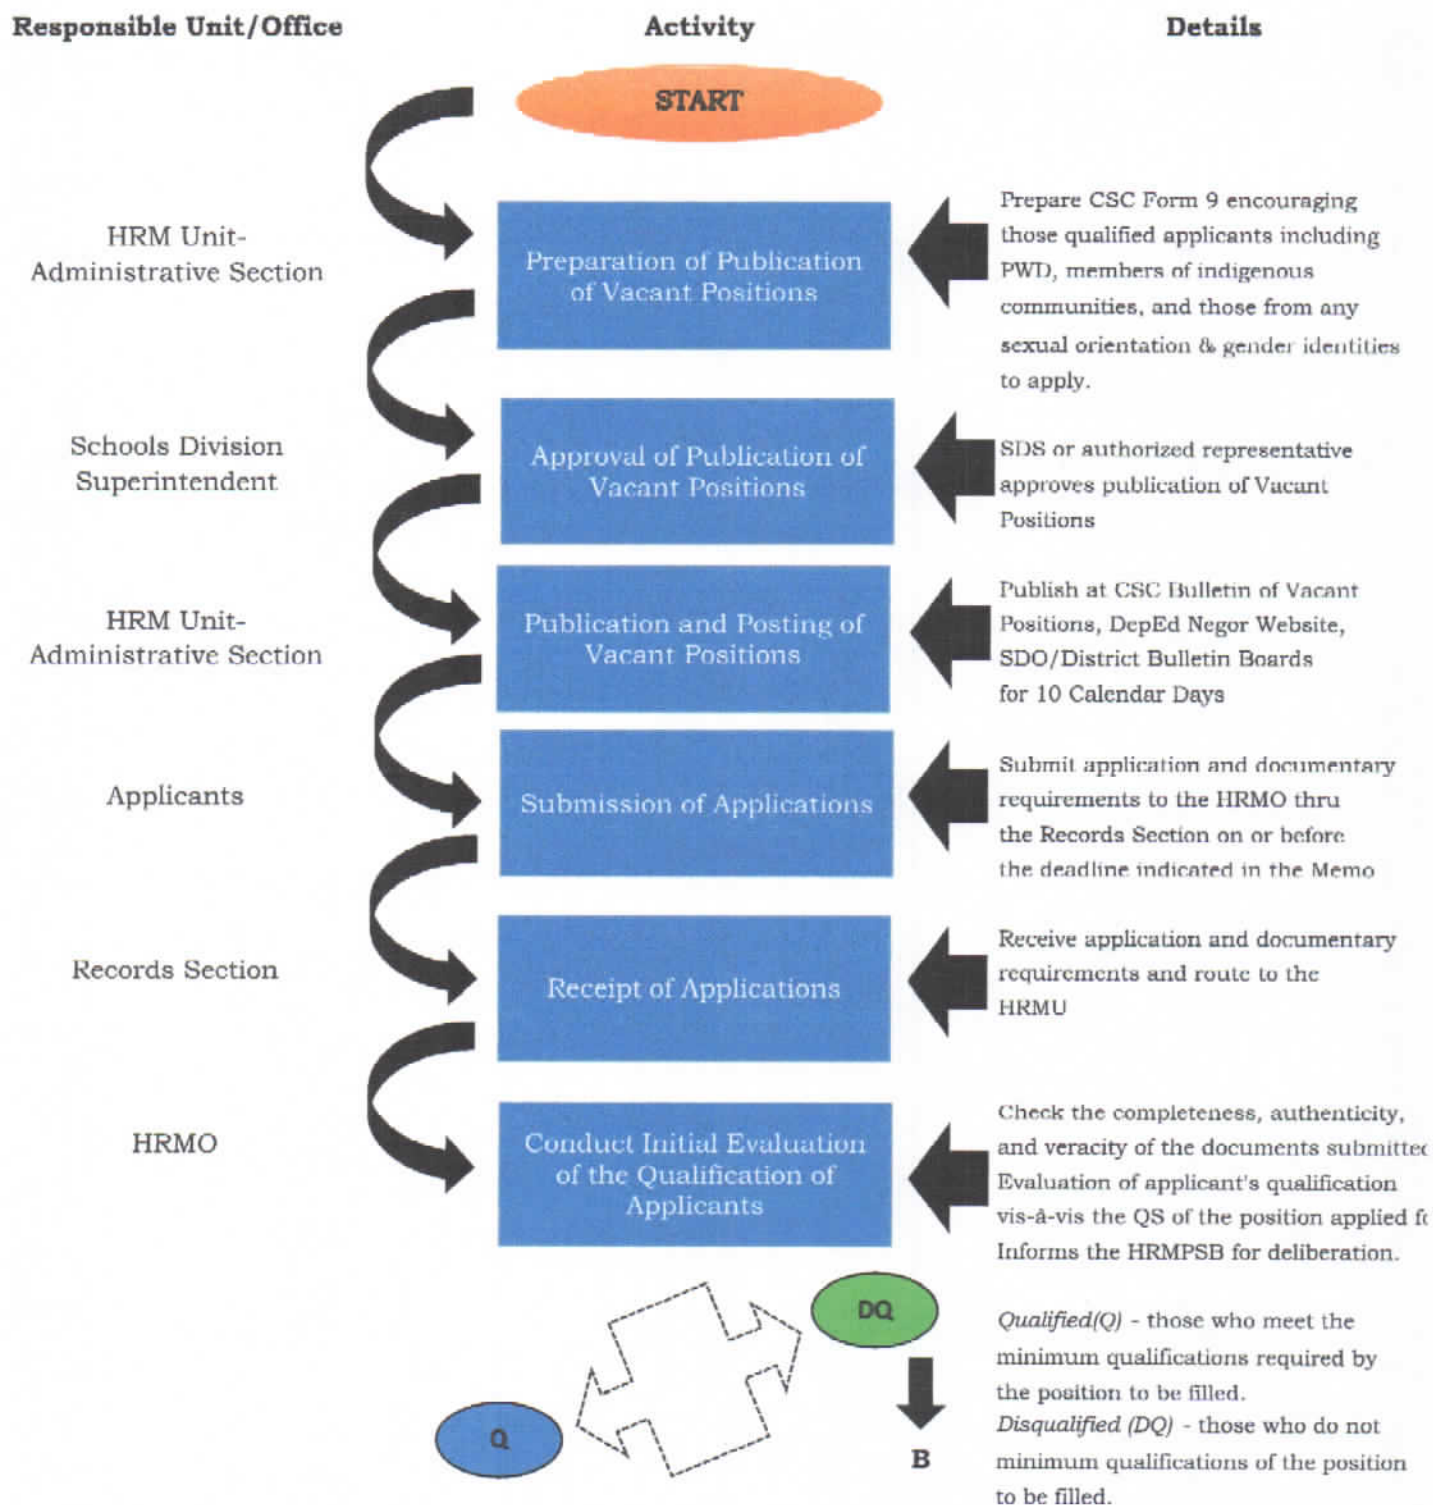 Responsible Unit/Office
Activity
Details
START
HRM Unit-
Administrative Section
Preparation of Publication
of Vacant Positions
Prepare CSC Form 9 encouraging
those qualified applicants including
PWD, members of indigenous
communities, and those from any
sexual orientation & gender identities
to apply.
Schools Division
Superintendent
Approval of Publication of
Vacant Positions
SDS or authorized representative
approves publication of Vacant
Positions
HRM Unit-
Administrative Section
Publication and Posting of
Vacant Positions
Publish at CSC Bulletin of Vacant
Positions, DepEd Negor Website,
SDO/District Bulletin Boards
for 10 Calendar Days
Applicants
Submission of Applications
Submit application and documentary
requirements to the HRMO thru
the Records Section on or before
the deadline indicated in the Memo
Records Section
Receipt of Applications
Receive application and documentary
requirements and route to the
HRMU
HRMO
Conduct Initial Evaluation
of the Qualification of
Applicants
Check the completeness, authenticity,
and veracity of the documents submitted
Evaluation of applicant's qualification
vis-à-vis the QS of the position applied fo
Informs the HRMPSB for deliberation.
DQ
Q
B
Qualified(Q) - those who meet the
minimum qualifications required by
the position to be filled.
Disqualified (DQ) - those who do not
minimum qualifications of the position
to be filled.